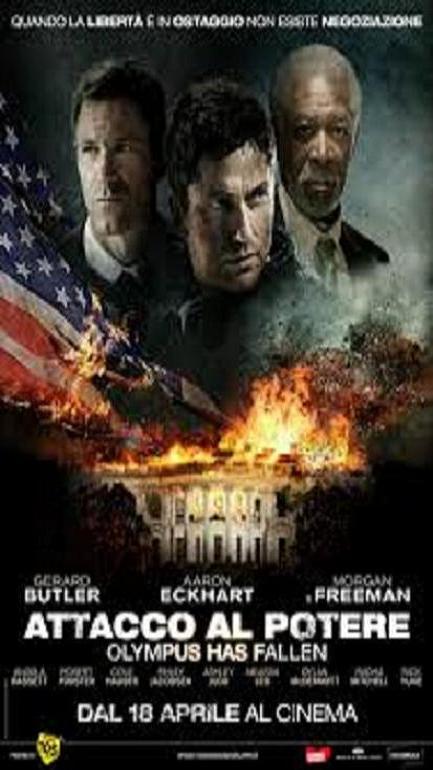 QUANDO LA LIBERTÀ È IN OSTAGGIO NON ESISTE NEGOZIAZIONE
GERARD BUTLER
AARON ECKHART
MORGAN FREEMAN
ATTACCO AL POTERE
OLYMPUS HAS FALLEN
DAL 18 APRILE AL CINEMA